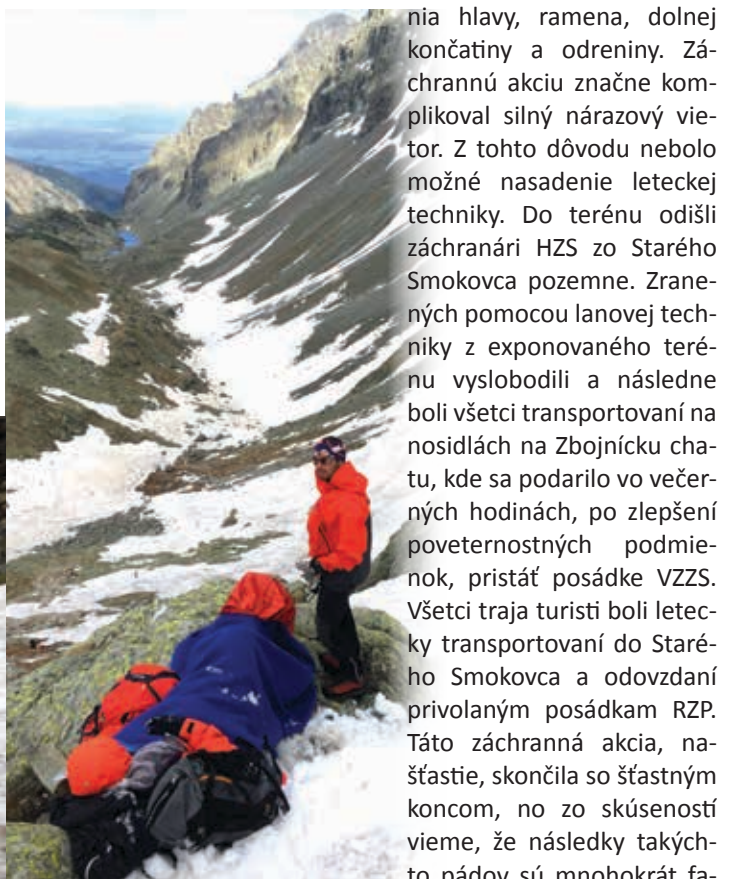 nia hlavy, ramena, dolnej
končatiny a odreniny. Zá-
chrannú akciu značne kom-
plikoval silný nárazový vie-
tor. Z tohto dôvodu nebolo
možné nasadenie leteckej
techniky. Do terénu odišli
záchranári HZS zo Starého
Smokovca pozemne. Zrane-
ných pomocou lanovej tech-
niky z exponovaného teré-
nu vyslobodili a následne
boli všetci transportovaní na
nosidlách na Zbojnícku cha-
tu, kde sa podarilo vo večer-
ných hodinách, po zlepšení
poveternostných podmie-
nok, pristáť posádke VZZS.
Všetci traja turisti boli letec-
ky transportovaní do Staré-
ho Smokovca a odovzdaní
privolaným posádkam RZP.
Táto záchranná akcia, na-
šťastie, skončila so šťastným
koncom, no zo skúseností
vieme, že následky takých-
to pádov sú mnohokrát fa-